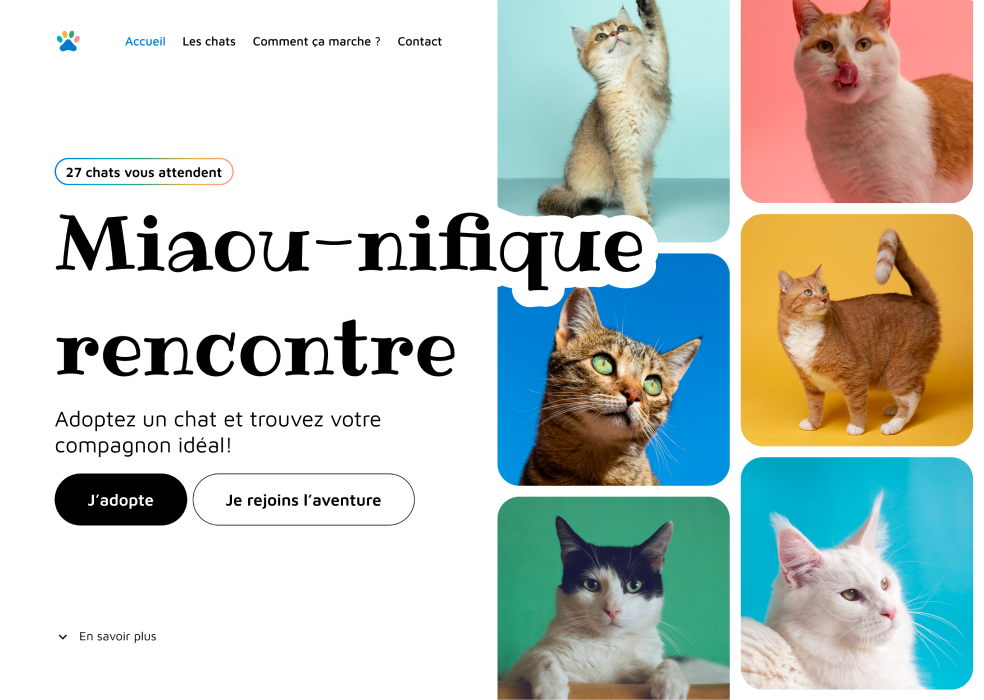 Accueil Les chats Comment ça marche ? Contact
27 chats vous attendent
Miaou-nifique
rencontre
Adoptez un chat et trouvez votre
compagnon idéal!
J’adopte Je rejoins l’aventure
En savoir plus